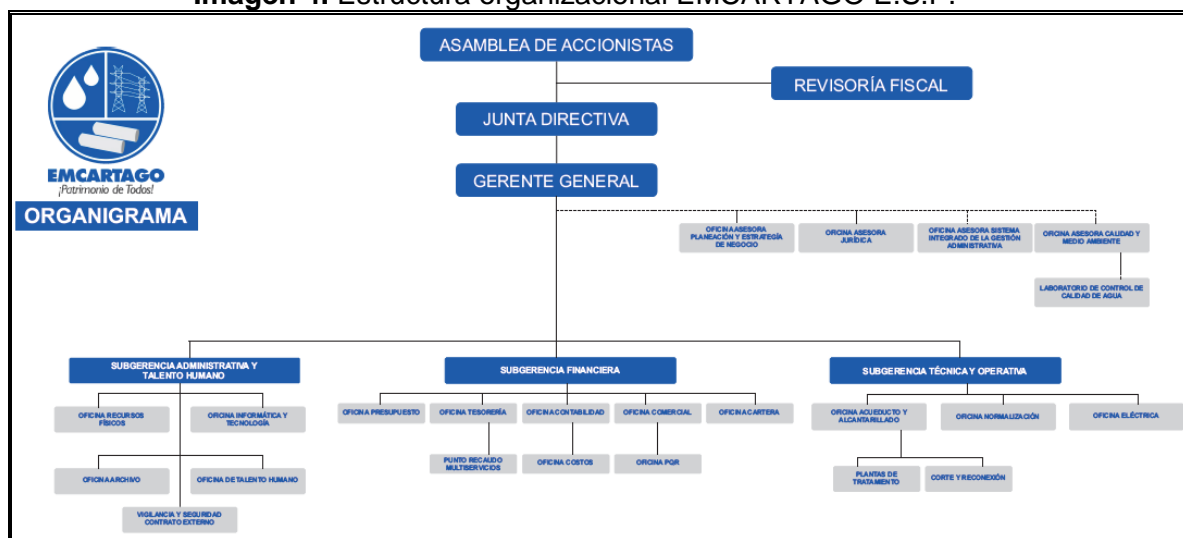 Imagen 4. Estructura organizacional EMCARTAGO E.S.P.
ASAMBLEA DE ACCIONISTAS
REVISORÍA FISCAL
JUNTA DIRECTIVA
GERENTE GENERAL
EMCARTAGO
¡Patrimonio de Todos!
ORGANIGRAMA
OFICINA ASESORA
PLANEACIÓN Y ESTRATEGÍA
DE NEGOCIO
OFICINA ASESORA
JURÍDICA
OFICINA ASESORA SISTEMA
INTEGRADO DE LA GESTIÓN
ADMINISTRATIVA
OFICINA ASESORA CALIDAD Y
MEDIO AMBIENTE
LABORATORIO DE CONTROL DE
CALIDAD DE AGUA
SUBGERENCIA ADMINISTRATIVA Y
TALENTO HUMANO
SUBGERENCIA FINANCIERA
SUBGERENCIA TÉCNICA Y OPERATIVA
OFICINA RECURSOS
FÍSICOS
OFICINA INFORMÁTICA Y
TECNOLOGÍA
OFICINA PRESUPUESTO
OFICINA TESORERÍA
OFICINA CONTABILIDAD
OFICINA COMERCIAL
OFICINA CARTERA
OFICINA ACUEDUCTO Y
ALCANTARILLADO
OFICINA NORMALIZACIÓN
OFICINA ELÉCTRICA
PUNTO RECAUDO
MULTISERVICIOS
OFICINA COSTOS
OFICINA PQR
OFICINA ARCHIVO
OFICINA DE TALENTO HUMANO
PLANTAS DE
TRATAMIENTO
CORTE Y RECONEXIÓN
VIGILANCIA Y SEGURIDAD
CONTRATO EXTERNO